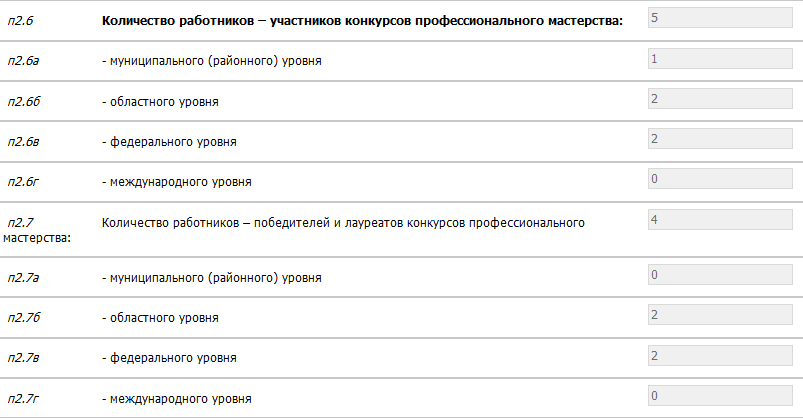 п2.6 Количество работников – участников конкурсов профессионального мастерства: 5
п2.6а - муниципального (районного) уровня 1
п2.6б - областного уровня 2
п2.6в - федерального уровня 2
п2.6г - международного уровня 0
п2.7 Количество работников – победителей и лауреатов конкурсов профессионального 4
мастерства:
п2.7а - муниципального (районного) уровня 0
п2.7б - областного уровня 2
п2.7в - федерального уровня 2
п2.7г - международного уровня 0